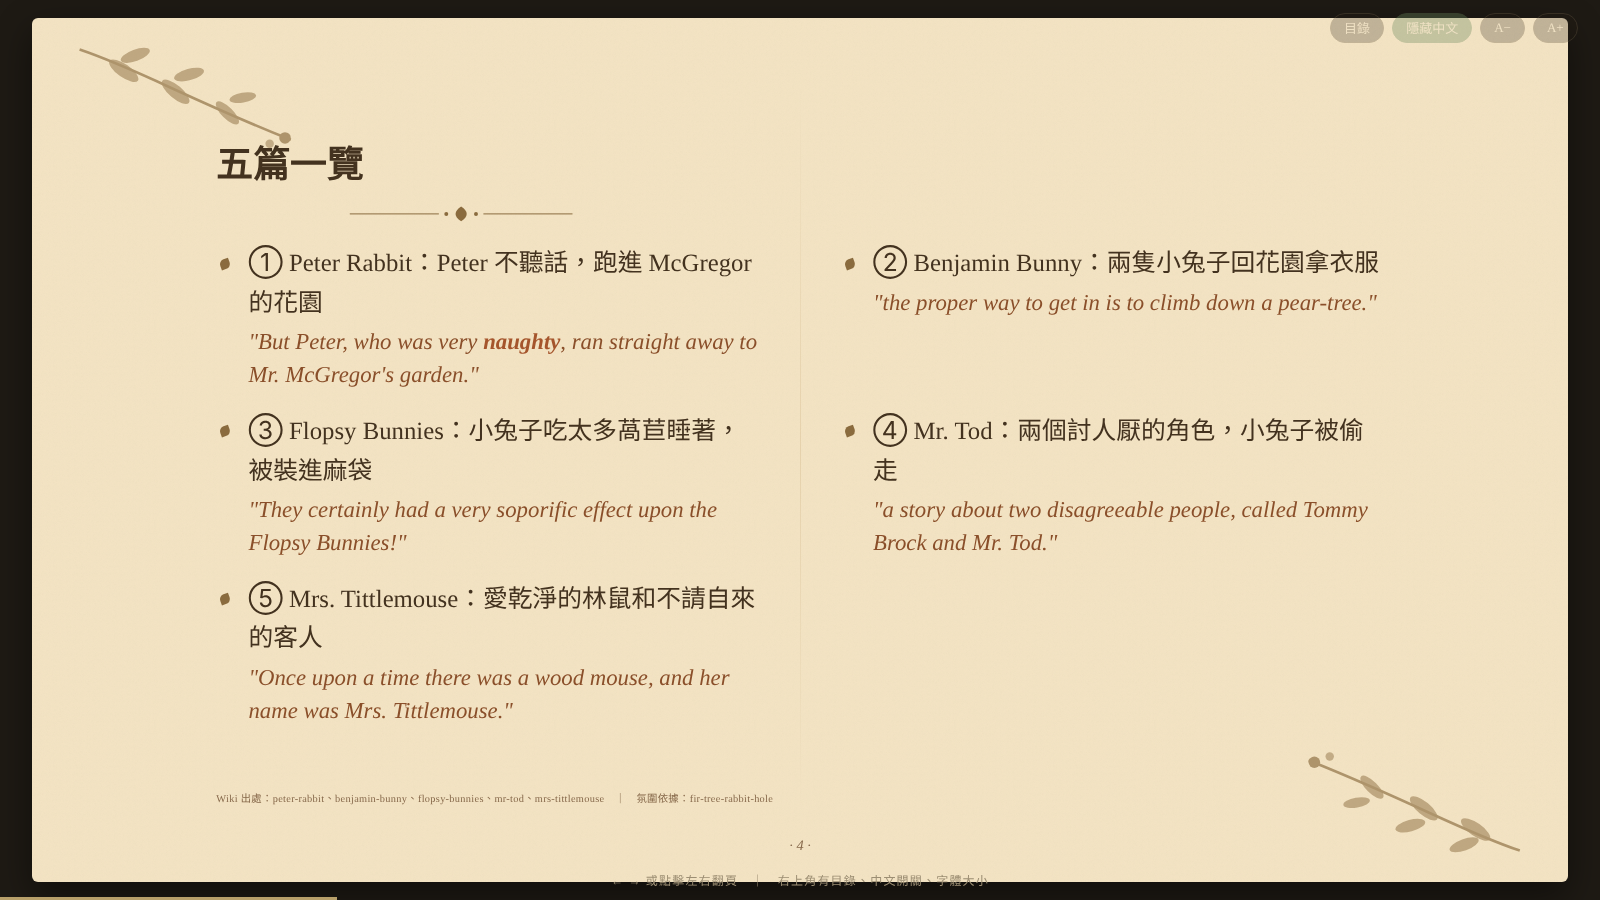 目錄 隱藏中文 A− A+
五篇一覽
① Peter Rabbit：Peter 不聽話，跑進 McGregor
的花園
"But Peter, who was very naughty, ran straight away to
Mr. McGregor's garden."
② Benjamin Bunny：兩隻小兔子回花園拿衣服
"the proper way to get in is to climb down a pear-tree."
③ Flopsy Bunnies：小兔子吃太多萵苣睡著，
被裝進麻袋
"They certainly had a very soporific effect upon the
Flopsy Bunnies!"
④ Mr. Tod：兩個討人厭的角色，小兔子被偷
走
"a story about two disagreeable people, called Tommy
Brock and Mr. Tod."
⑤ Mrs. Tittlemouse：愛乾淨的林鼠和不請自來
的客人
"Once upon a time there was a wood mouse, and her
name was Mrs. Tittlemouse."
Wiki 出處：peter-rabbit、benjamin-bunny、flopsy-bunnies、mr-tod、mrs-tittlemouse ｜ 氛圍依據：fir-tree-rabbit-hole
· 4 ·
← → 或點擊左右翻頁 ｜ 右上角有目錄、中文開關、字體大小